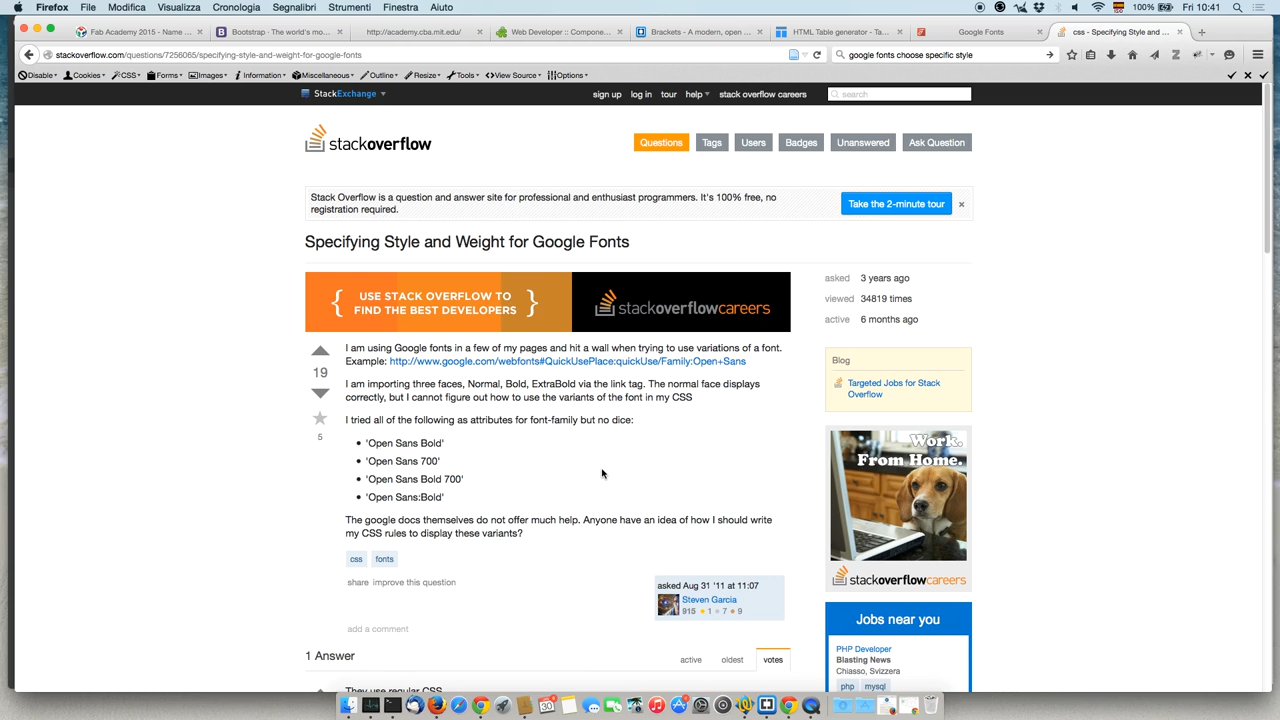 Firefox File Modifica Visualizza Cronologia Segnalibri Strumenti Finestra Aiuto 100% Fri 10:41
Fab Academy 2015 - Name ... Bootstrap · The world's mo... http://academy.cba.mit.edu/ Web Developer :: Compone... Brackets - A modern, open ... HTML Table generator - Ta... Google Fonts css - Specifying Style and ...
stackoverflow.com/questions/7256065/specifying-style-and-weight-for-google-fonts google fonts choose specific style
Disable Cookies CSS Forms Images Information Miscellaneous Outline Resize Tools View Source Options
StackExchange sign up log in tour help stack overflow careers search
stackoverflow Questions Tags Users Badges Unanswered Ask Question
Stack Overflow is a question and answer site for professional and enthusiast programmers. It's 100% free, no
registration required.
Take the 2-minute tour ×
Specifying Style and Weight for Google Fonts
{ USE STACK OVERFLOW TO
FIND THE BEST DEVELOPERS }
stackoverflowcareers
asked 3 years ago
viewed 34819 times
active 6 months ago
19
5
I am using Google fonts in a few of my pages and hit a wall when trying to use variations of a font.
Example: http://www.google.com/webfonts#QuickUsePlace:quickUse/Family:Open+Sans
I am importing three faces, Normal, Bold, ExtraBold via the link tag. The normal face displays
correctly, but I cannot figure out how to use the variants of the font in my CSS
I tried all of the following as attributes for font-family but no dice:
• 'Open Sans Bold'
• 'Open Sans 700'
• 'Open Sans Bold 700'
• 'Open Sans:Bold'
The google docs themselves do not offer much help. Anyone have an idea of how I should write
my CSS rules to display these variants?
css fonts
share improve this question
asked Aug 31 '11 at 11:07
Steven Garcia
915 1 7 9
add a comment
1 Answer active oldest votes
They use regular CSS
Blog
Targeted Jobs for Stack
Overflow
Work.
From Home.
stackoverflowcareers
Jobs near you
PHP Developer
Blasting News
Chiasso, Svizzera
php mysql
30